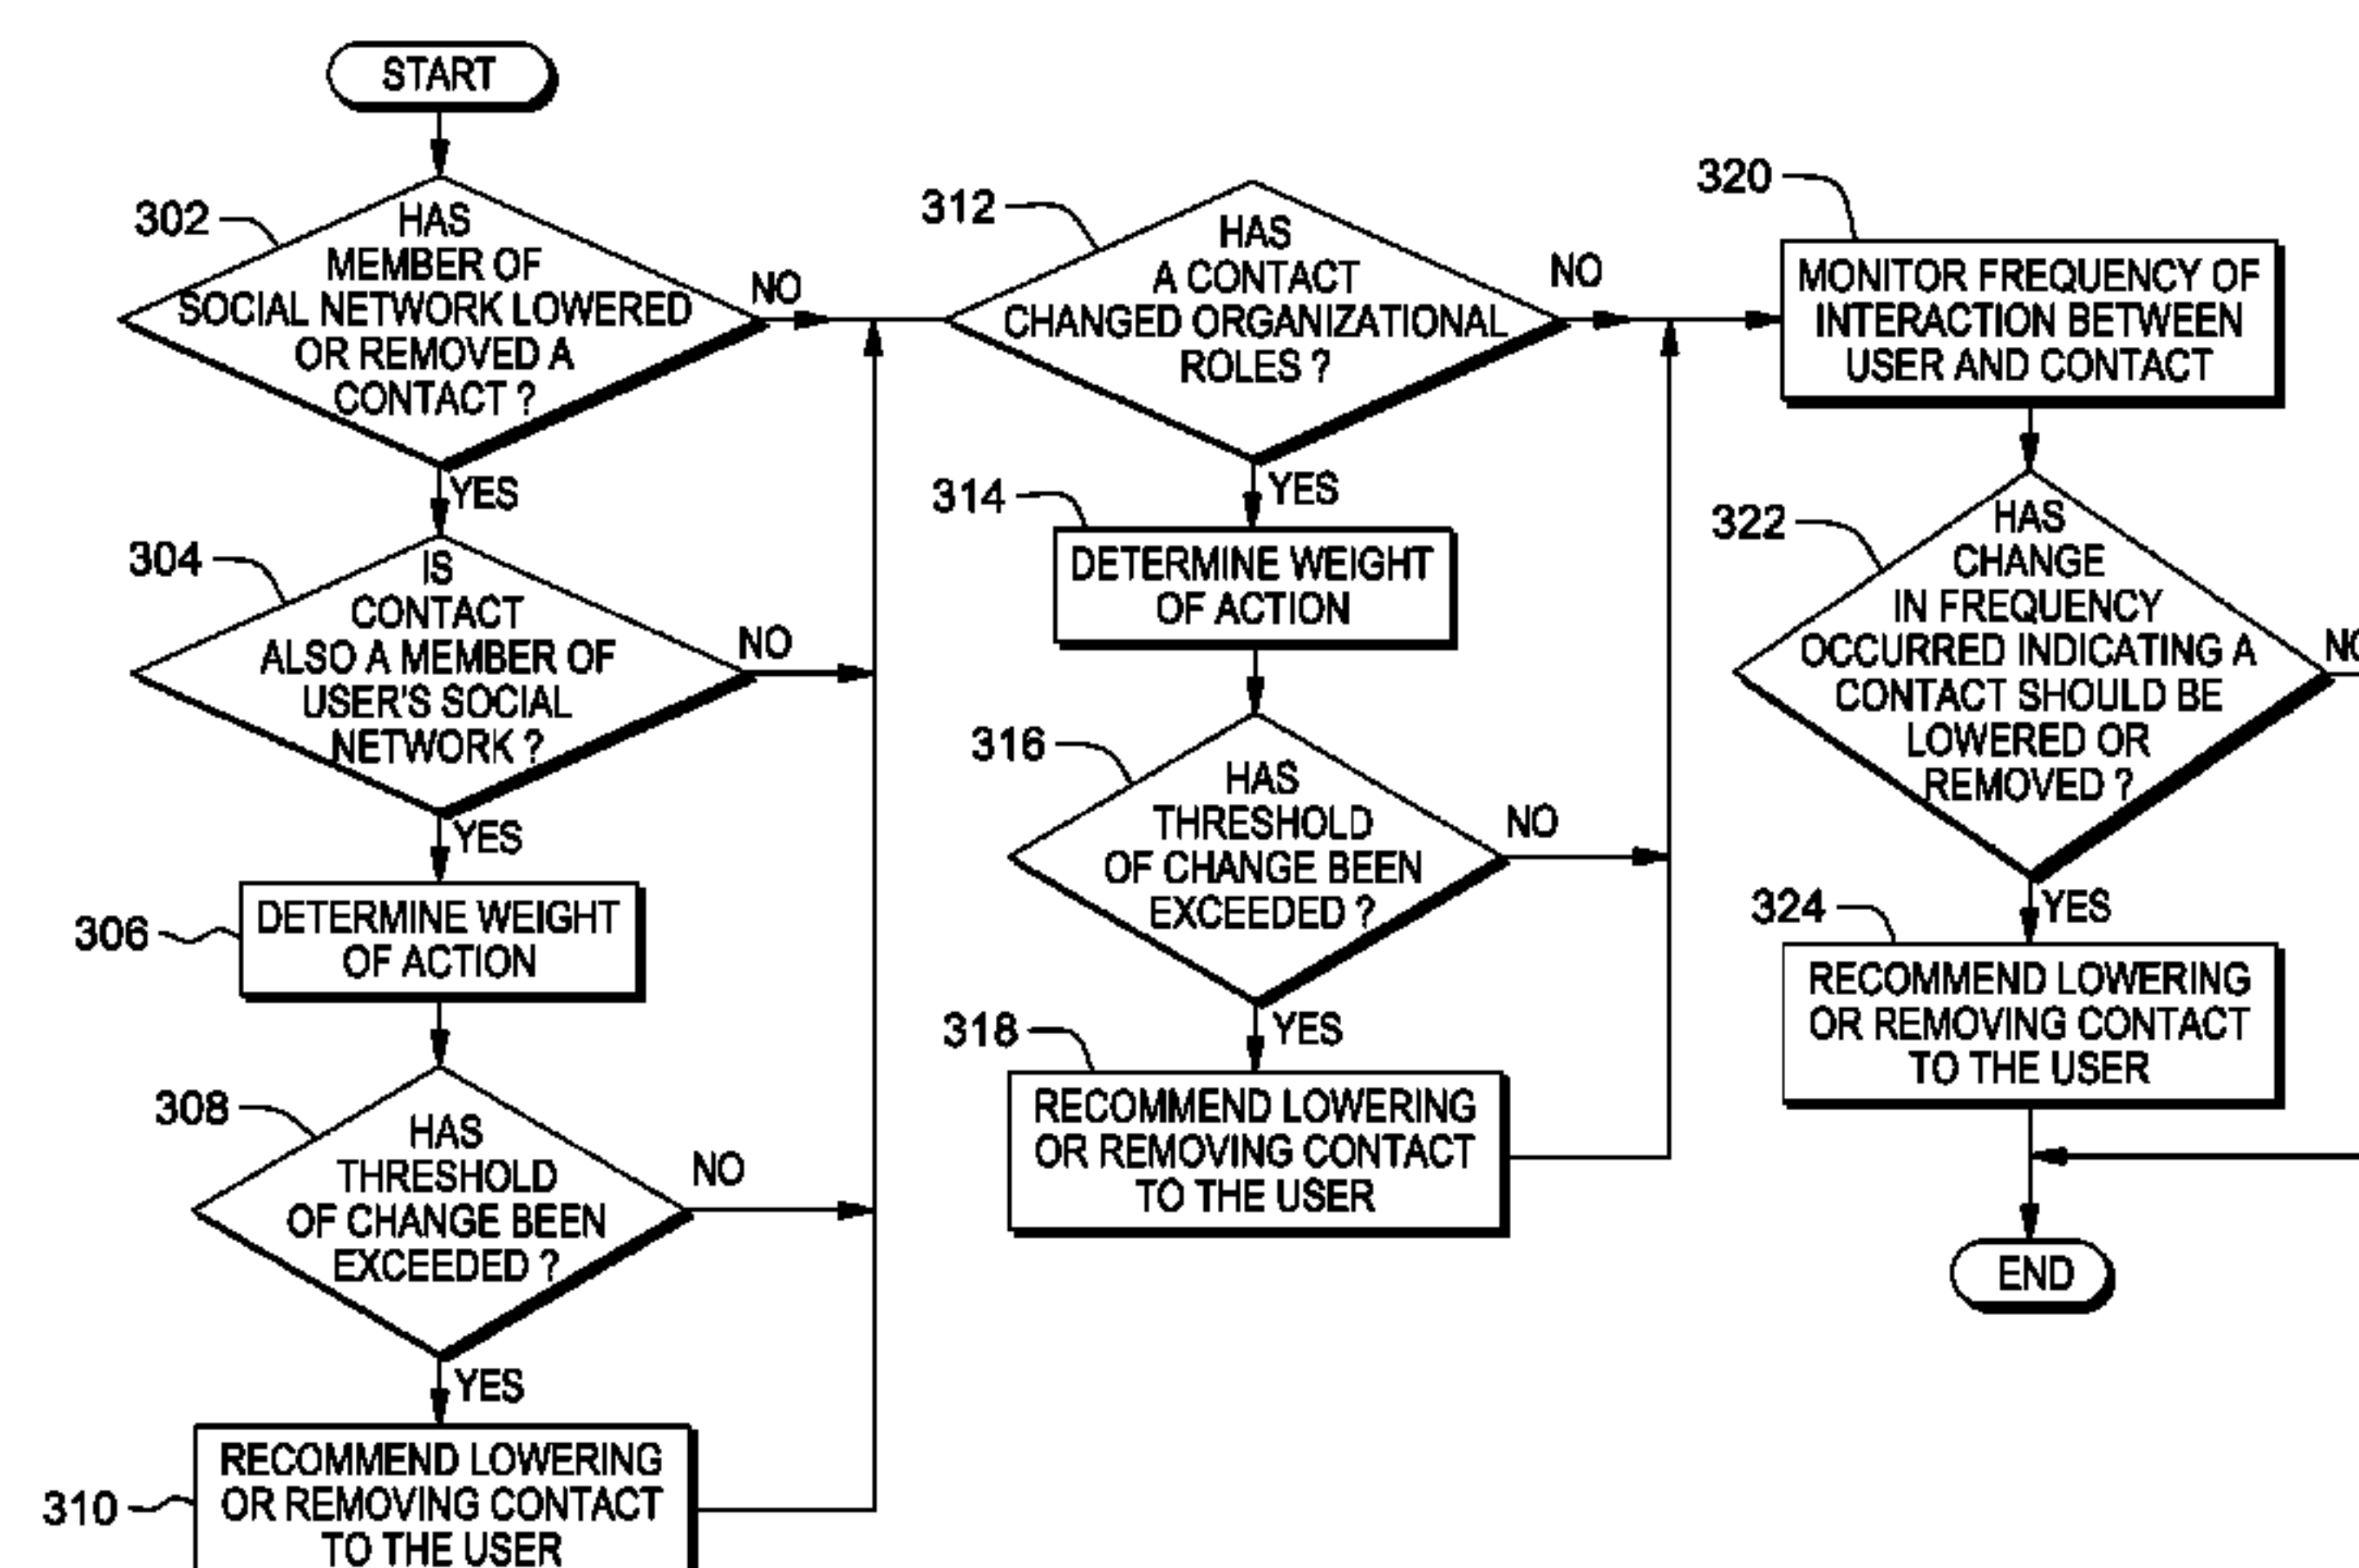 START
302
HAS
MEMBER OF
SOCIAL NETWORK LOWERED
OR REMOVED A
CONTACT ?
NO
YES
304
IS
CONTACT
ALSO A MEMBER OF
USER'S SOCIAL
NETWORK ?
NO
YES
306
DETERMINE WEIGHT
OF ACTION
308
HAS
THRESHOLD
OF CHANGE BEEN
EXCEEDED ?
NO
YES
310
RECOMMEND LOWERING
OR REMOVING CONTACT
TO THE USER
312
HAS
A CONTACT
CHANGED ORGANIZATIONAL
ROLES ?
NO
YES
314
DETERMINE WEIGHT
OF ACTION
316
HAS
THRESHOLD
OF CHANGE BEEN
EXCEEDED ?
NO
YES
318
RECOMMEND LOWERING
OR REMOVING CONTACT
TO THE USER
320
MONITOR FREQUENCY OF
INTERACTION BETWEEN
USER AND CONTACT
322
HAS
CHANGE
IN FREQUENCY
OCCURRED INDICATING A
CONTACT SHOULD BE
LOWERED OR
REMOVED ?
NO
YES
324
RECOMMEND LOWERING
OR REMOVING CONTACT
TO THE USER
END